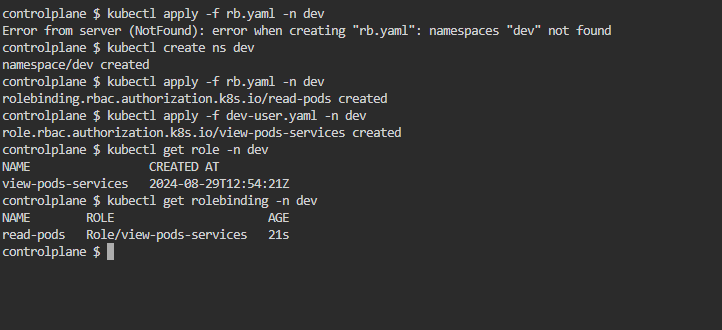 controlplane $ kubectl apply -f rb.yaml -n dev
Error from server (NotFound): error when creating "rb.yaml": namespaces "dev" not found
controlplane $ kubectl create ns dev
namespace/dev created
controlplane $ kubectl apply -f rb.yaml -n dev
rolebinding.rbac.authorization.k8s.io/read-pods created
controlplane $ kubectl apply -f dev-user.yaml -n dev
role.rbac.authorization.k8s.io/view-pods-services created
controlplane $ kubectl get role -n dev
NAME                 CREATED AT
view-pods-services   2024-08-29T12:54:21Z
controlplane $ kubectl get rolebinding -n dev
NAME        ROLE                      AGE
read-pods   Role/view-pods-services   21s
controlplane $